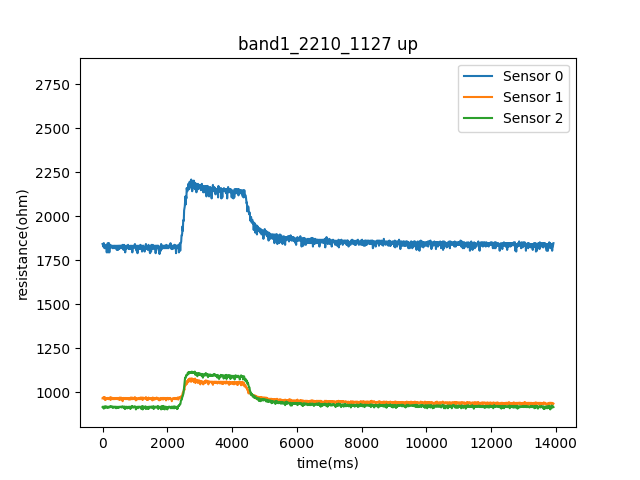 band1_2210_1127 up
Sensor 0
Sensor 1
Sensor 2
resistance(ohm)
2750
2500
2250
2000
1750
1500
1250
1000
0 2000 4000 6000 8000 10000 12000 14000
time(ms)